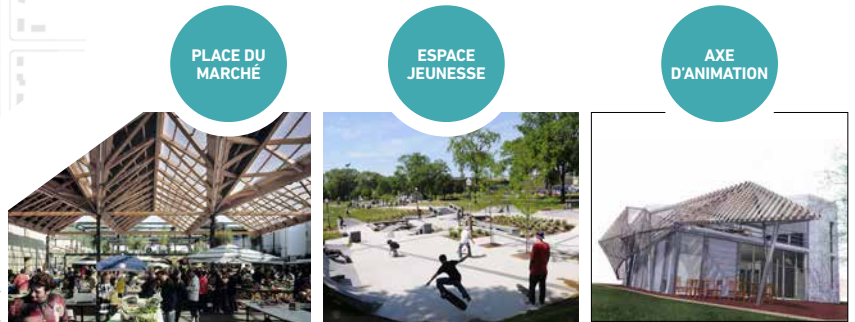 PLACE DU
MARCHÉ
ESPACE
JEUNESSE
AXE
D'ANIMATION